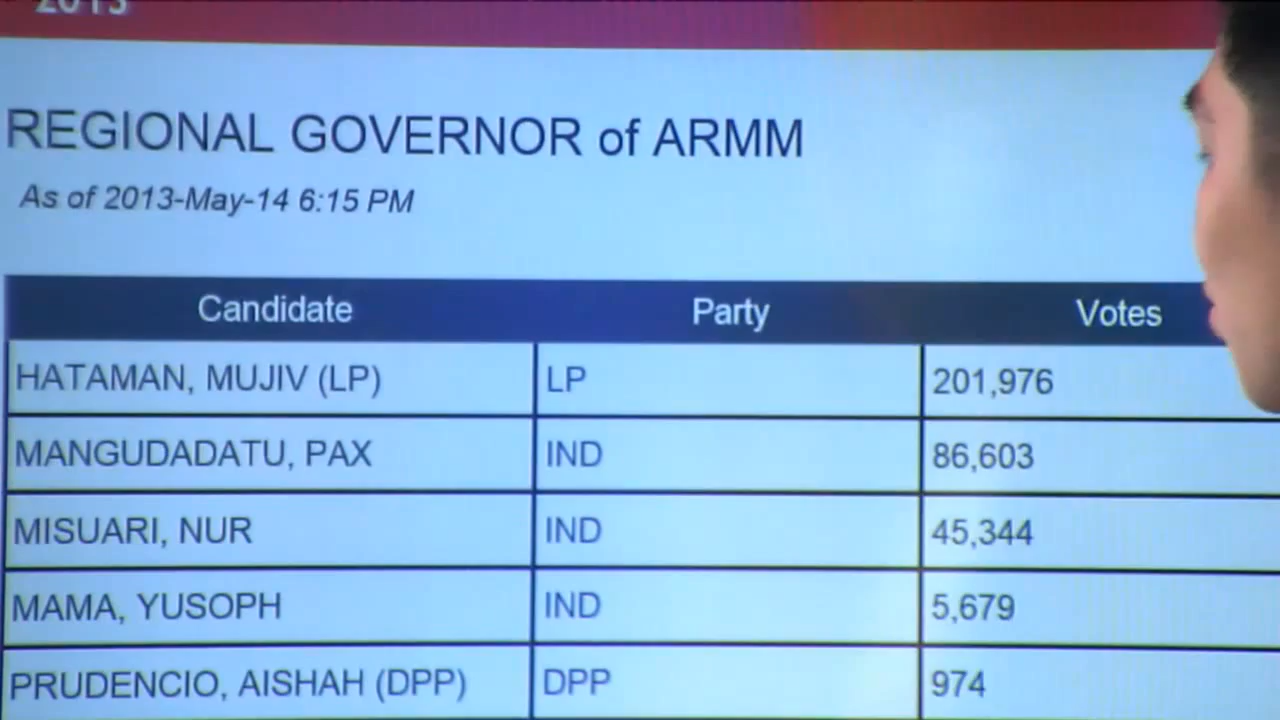 2013
REGIONAL GOVERNOR of ARMM
As of 2013-May-14 6:15 PM
Candidate Party Votes
HATAMAN, MUJIV (LP) LP 201,976
MANGUDADATU, PAX IND 86,603
MISUARI, NUR IND 45,344
MAMA, YUSOPH IND 5,679
PRUDENCIO, AISHAH (DPP) DPP 974